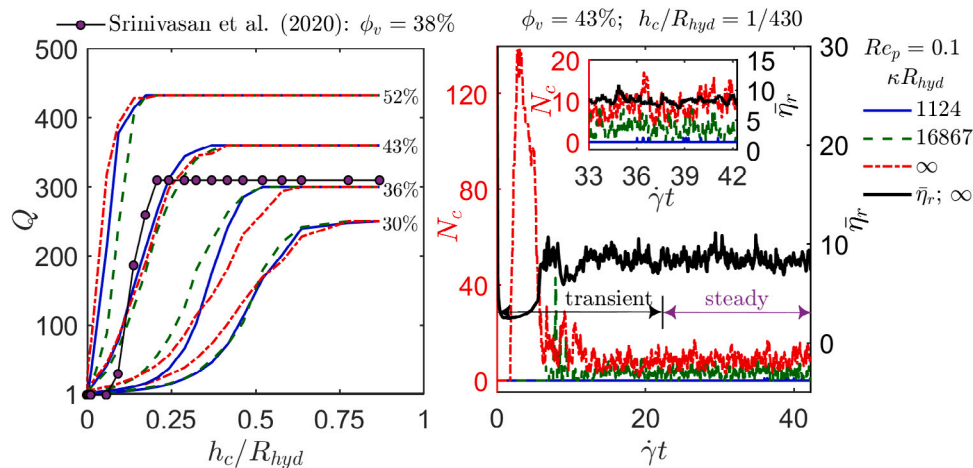 Srinivasan et al. (2020): ϕ_v = 38%
ϕ_v = 43%; h_c/R_hyd = 1/430
500
400
300
200
100
1
Q
52%
43%
36%
30%
0
0.25
0.5
0.75
1
h_c/R_hyd
120
80
40
0
N_c
20
10
0
N_c
15
10
5
0
η̄_r
33
36
39
42
γ̇t
transient
steady
30
20
10
0
η̄_r
0
20
40
γ̇t
Re_p = 0.1
κR_hyd
1124
16867
∞
η̄_r; ∞